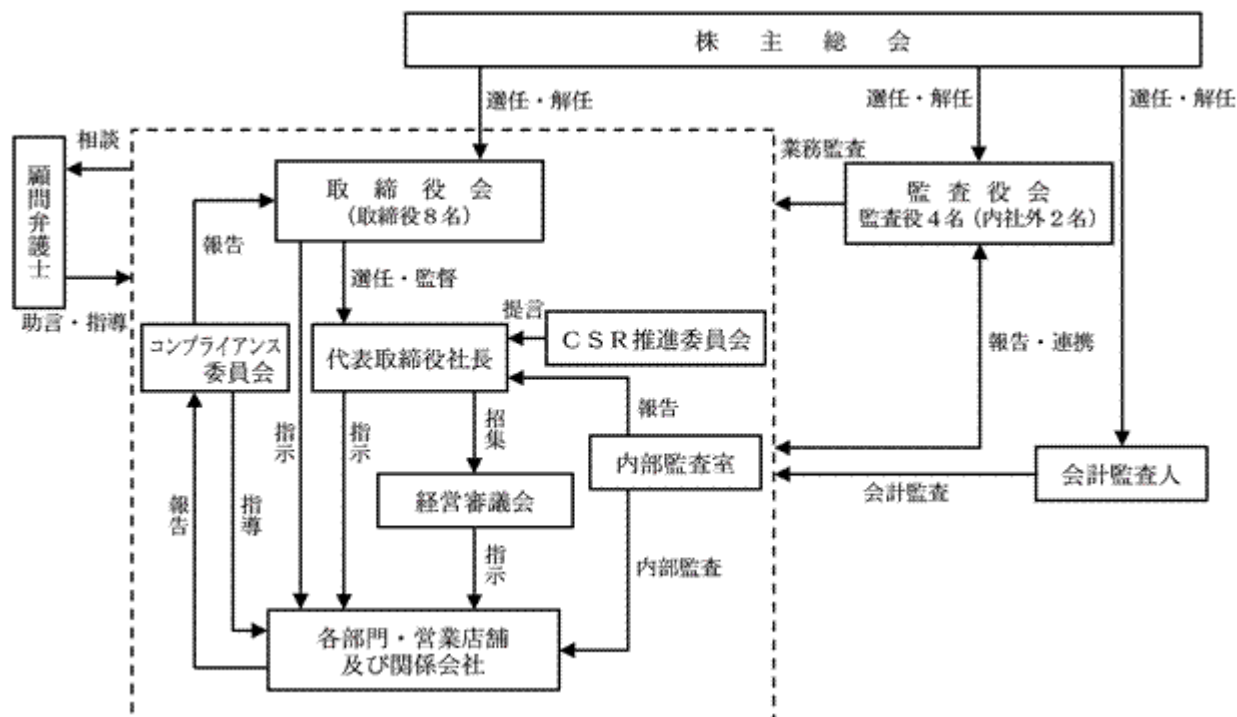 株主総会
選任・解任
選任・解任
選任・解任
相談
顧問弁護士
助言・指導
業務監査
取締役会
（取締役８名）
監査役会
監査役４名（内社外２名）
報告
選任・監督
提言
ＣＳＲ推進委員会
コンプライアンス
委員会
代表取締役社長
報告・連携
報告
指示
指示
招集
内部監査室
会計監査人
会計監査
経営審議会
報告
指導
指示
内部監査
各部門・営業店舗
及び関係会社